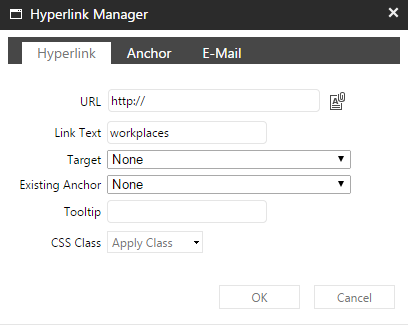 Hyperlink Manager
Hyperlink Anchor E-Mail
URL http://
Link Text workplaces
Target None
Existing Anchor None
Tooltip
CSS Class Apply Class
OK Cancel